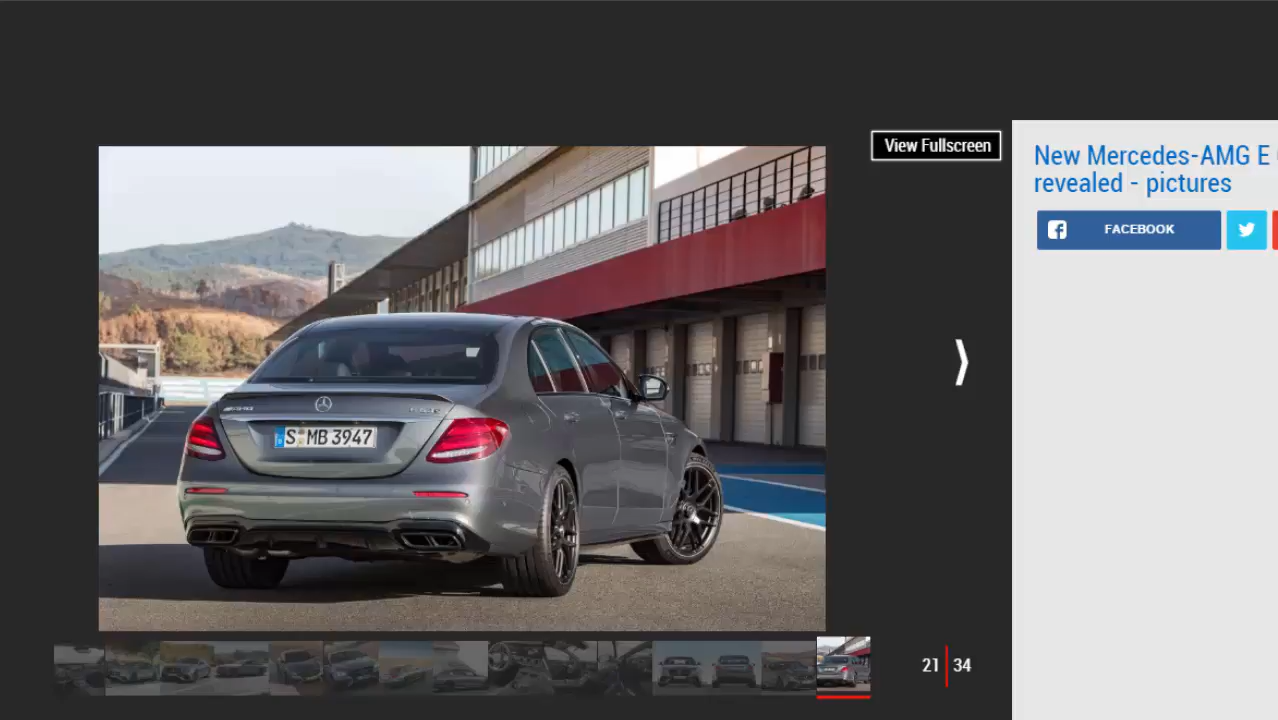 View Fullscreen
New Mercedes-AMG E
revealed - pictures
FACEBOOK
S MB 3947
21 34